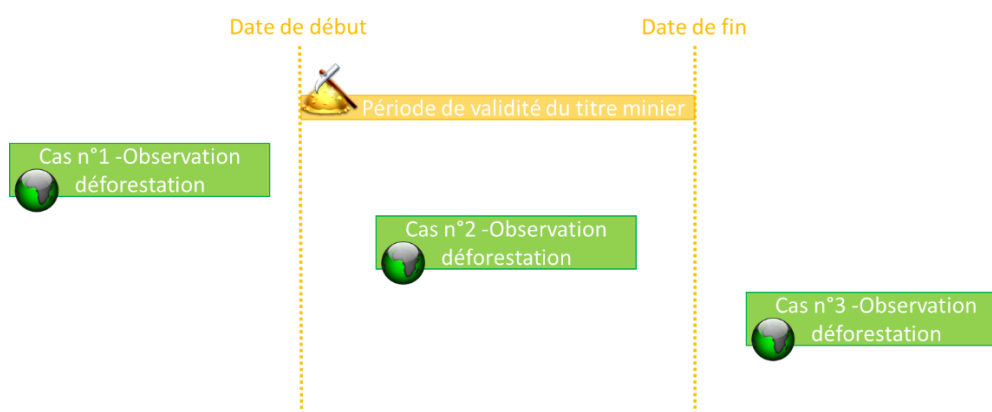 Date de début
Date de fin
Période de validité du titre minier
Cas n°1 -Observation
déforestation
Cas n°2 -Observation
déforestation
Cas n°3 -Observation
déforestation